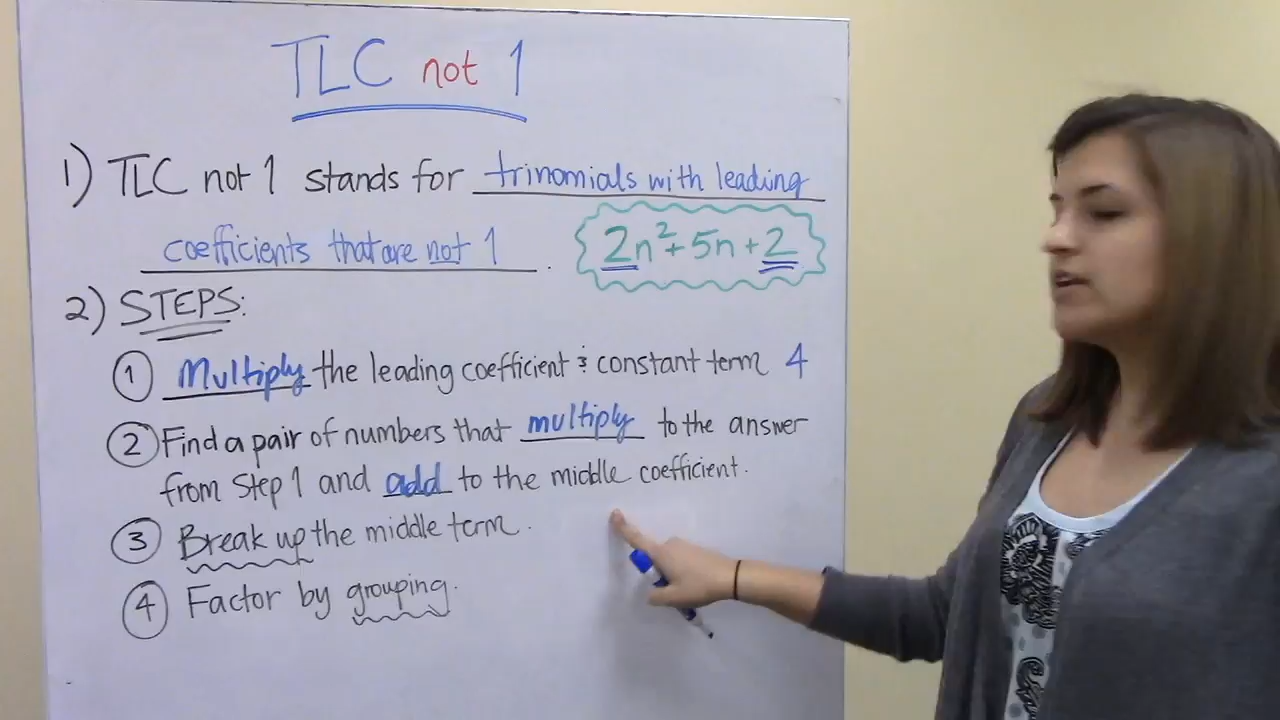 TLC not 1
1) TLC not 1 stands for trinomials with leading
coefficients that are not 1.
2n²+5n+2
2) STEPS:
① Multiply the leading coefficient & constant term 4
② Find a pair of numbers that multiply to the answer
from Step 1 and add to the middle coefficient.
③ Break up the middle term.
④ Factor by grouping.